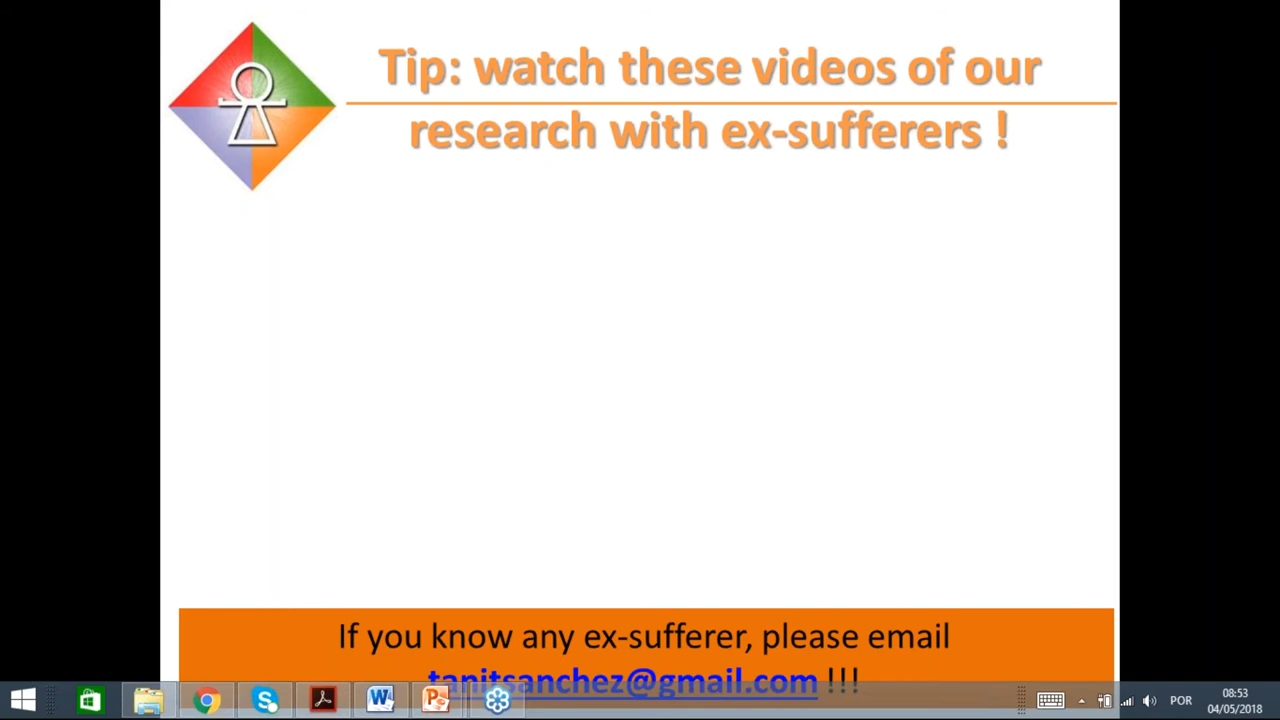 Tip: watch these videos of our
research with ex-sufferers !
If you know any ex-sufferer, please email
tanitsanchez@gmail.com !!!
POR
08:53
04/05/2018